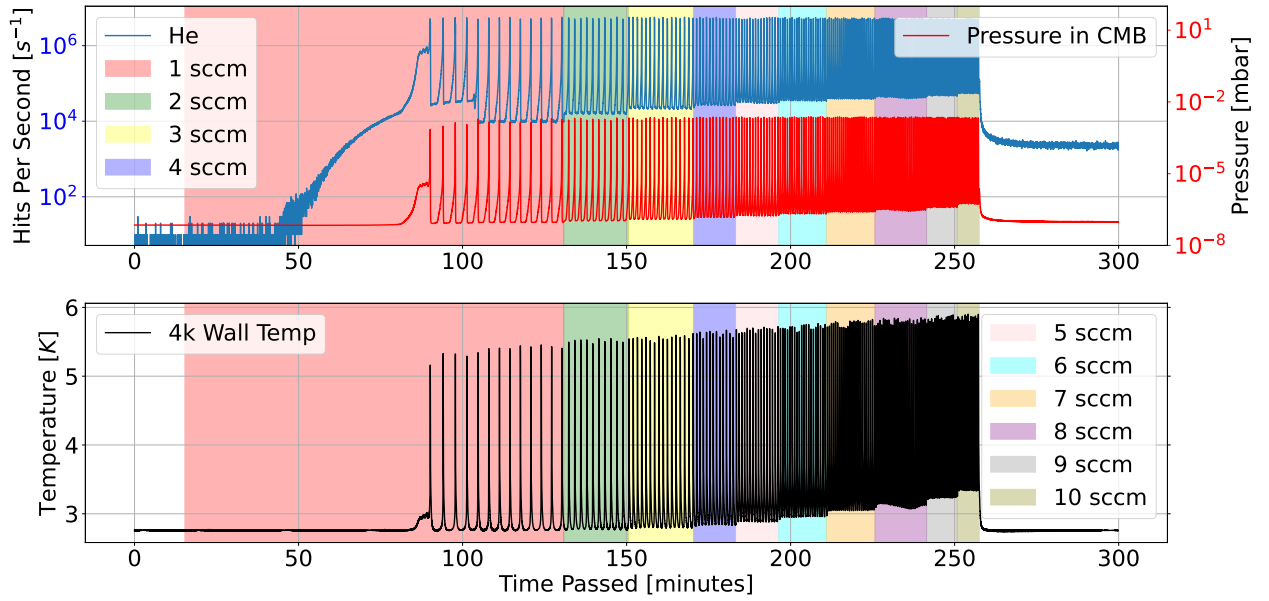 Hits Per Second [s⁻¹]
10⁶
10⁴
10²
He
1 sccm
2 sccm
3 sccm
4 sccm
Pressure in CMB
10¹
10⁻²
10⁻⁵
10⁻⁸
Pressure [mbar]
0 50 100 150 200 250 300
Temperature [K]
6
5
4
3
4k Wall Temp
5 sccm
6 sccm
7 sccm
8 sccm
9 sccm
10 sccm
0 50 100 150 200 250 300
Time Passed [minutes]